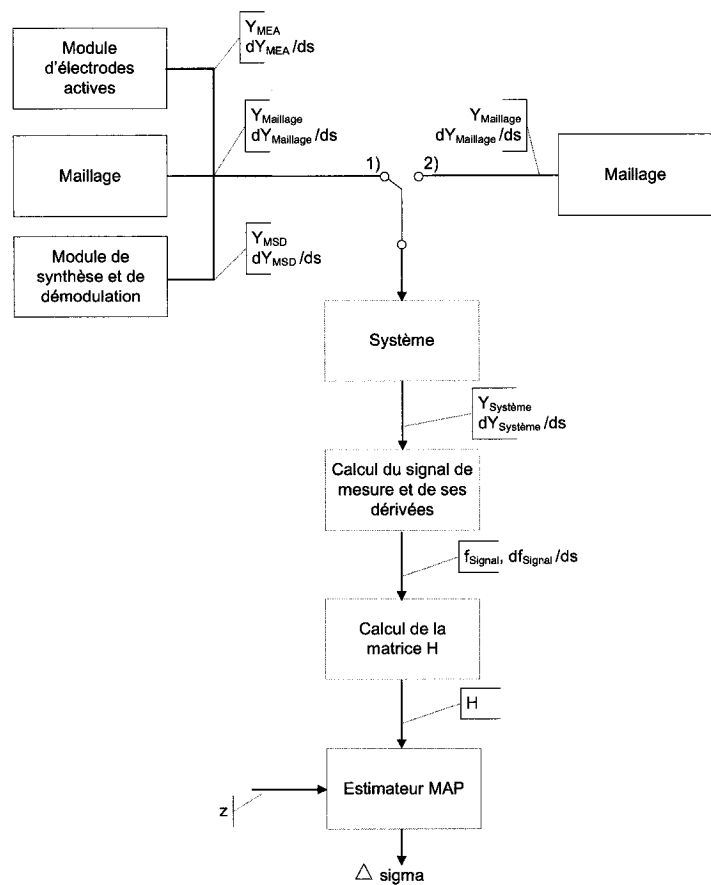 Module
d'électrodes
actives
Y_MEA
dY_MEA/ds
Maillage
Y_Maillage
dY_Maillage/ds
1)
2)
Y_Maillage
dY_Maillage/ds
Maillage
Module de
synthèse et de
démodulation
Y_MSD
dY_MSD/ds
Système
Y_Système
dY_Système/ds
Calcul du signal de
mesure et de ses
dérivées
f_Signal, df_Signal/ds
Calcul de la
matrice H
H
Estimateur MAP
z
△ sigma